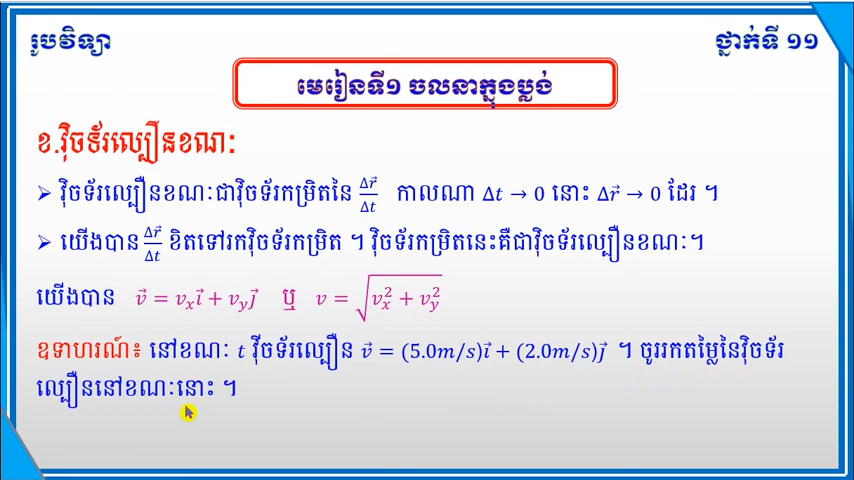 រូបវិទ្យា
ថ្នាក់ទី ១១
មេរៀនទី១ ចលនាក្នុងប្លង់
ខ.វ៉ិចទ័រល្បឿនខណៈ
➢ វ៉ិចទ័រល្បឿនខណៈជាវ៉ិចទ័រកម្រិតនៃ Δr⃗/Δt កាលណា Δt → 0 នោះ Δr⃗ → 0 ដែរ ។
➢ យើងបាន Δr⃗/Δt ខិតទៅរកវ៉ិចទ័រកម្រិត ។ វ៉ិចទ័រកម្រិតនេះគឺជាវ៉ិចទ័រល្បឿនខណៈ។
យើងបាន v⃗ = vₓi⃗ + v_y j⃗ ឬ v = √(vₓ² + v_y²)
ឧទាហរណ៍៖ នៅខណៈ t វ៉ិចទ័រល្បឿន v⃗ = (5.0m/s)i⃗ + (2.0m/s)j⃗ ។ ចូររកតម្លៃនៃវ៉ិចទ័រ
ល្បឿននៅខណៈនោះ ។